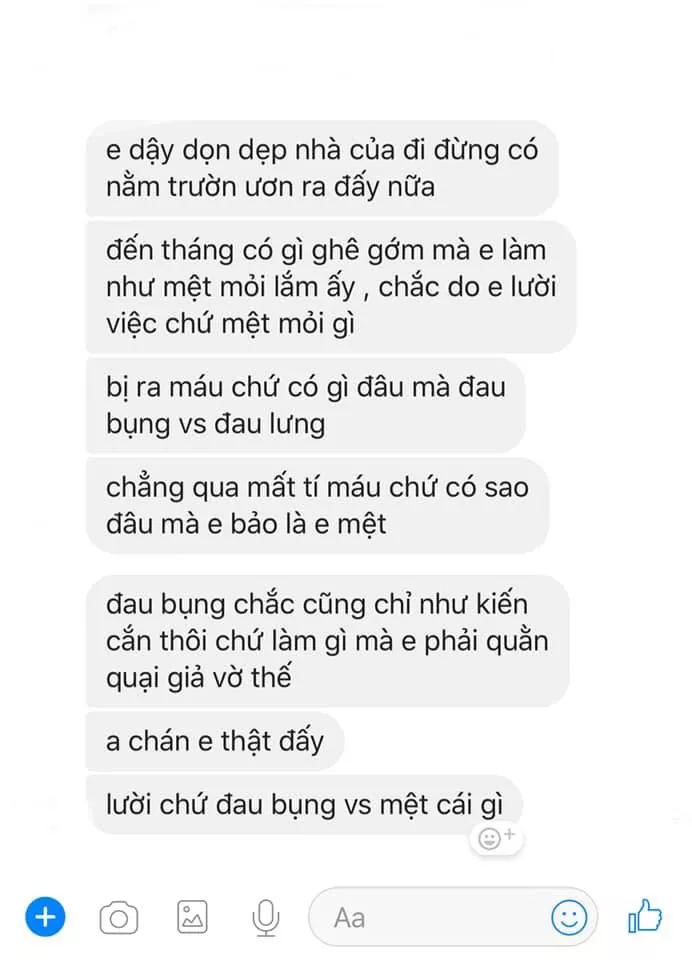 e dậy dọn dẹp nhà của đi đừng có
nằm trườn ươn ra đấy nữa
đến tháng có gì ghê gớm mà e làm
như mệt mỏi lắm ấy , chắc do e lười
việc chứ mệt mỏi gì
bị ra máu chứ có gì đâu mà đau
bụng vs đau lưng
chẳng qua mất tí máu chứ có sao
đâu mà e bảo là e mệt
đau bụng chắc cũng chỉ như kiến
cắn thôi chứ làm gì mà e phải quằn
quại giả vờ thế
a chán e thật đấy
lười chứ đau bụng vs mệt cái gì
Aa